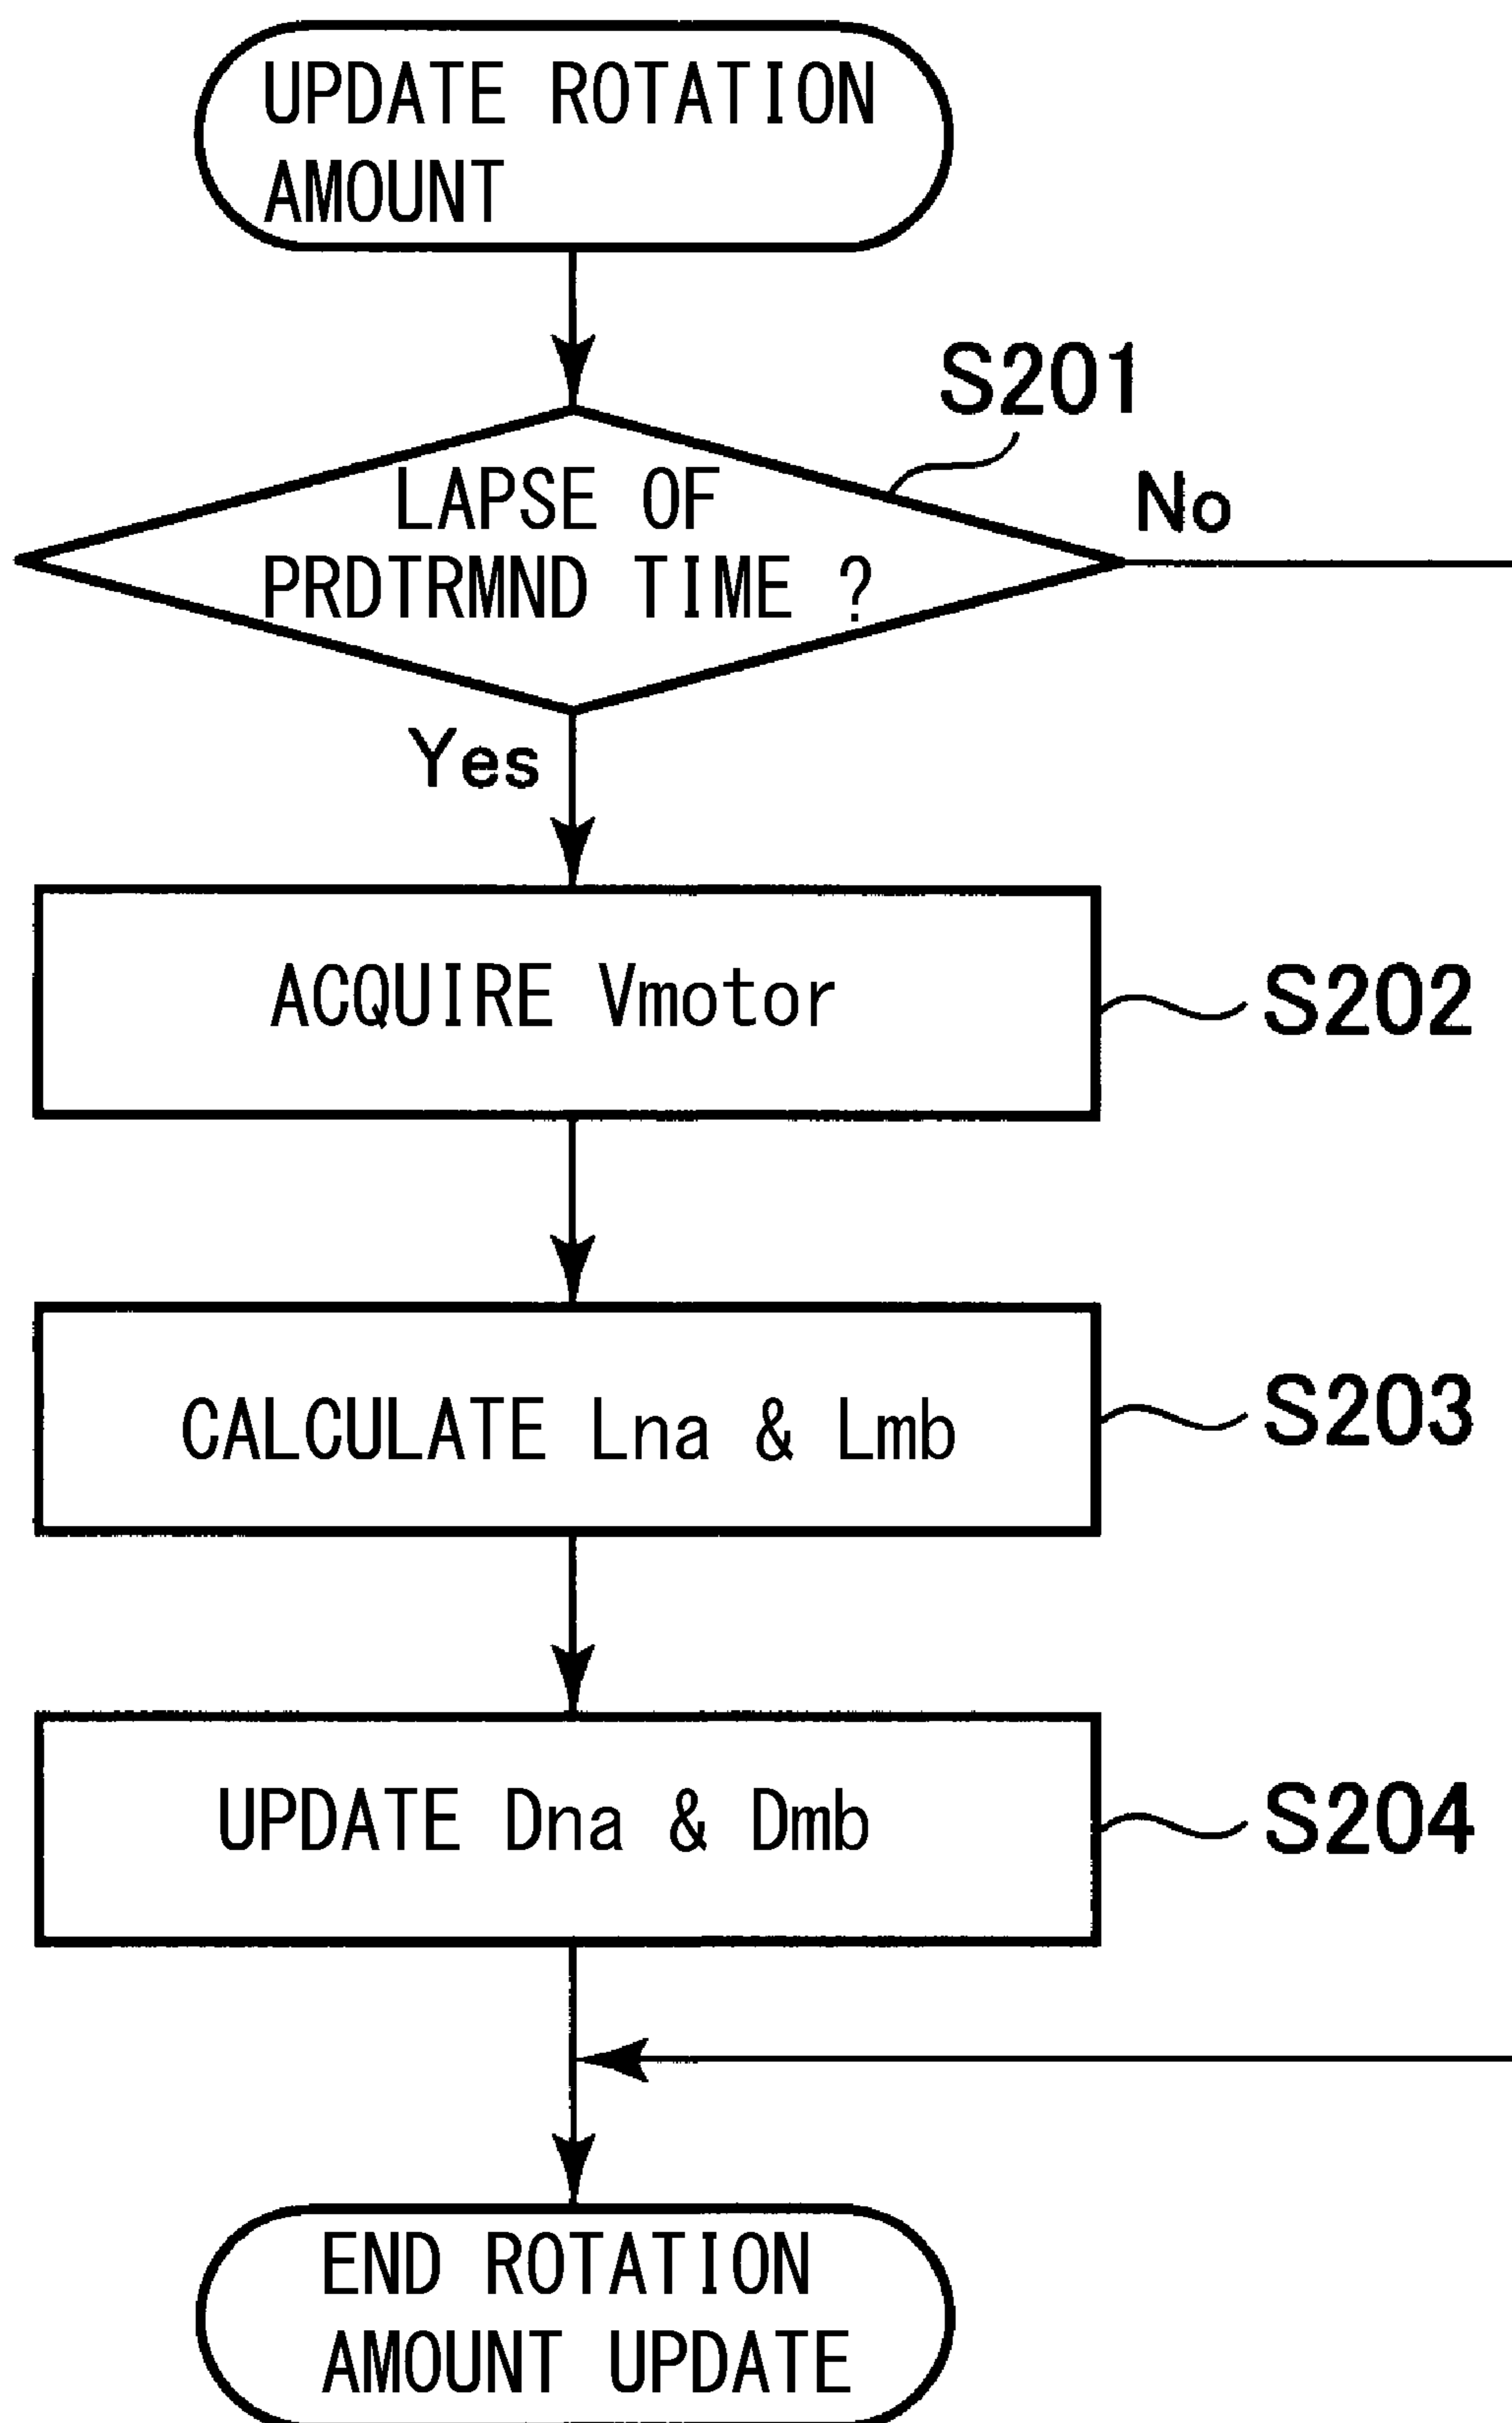 UPDATE ROTATION
AMOUNT
S201
LAPSE OF
PRDTRMND TIME ?
No
Yes
ACQUIRE Vmotor
S202
CALCULATE Lna & Lmb
S203
UPDATE Dna & Dmb
S204
END ROTATION
AMOUNT UPDATE